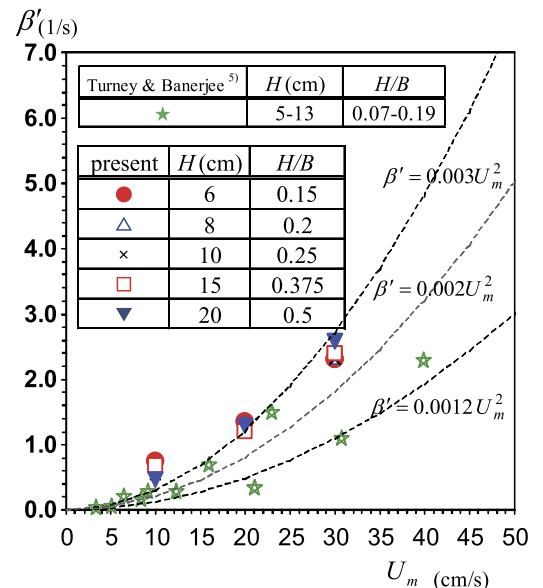 β′(1/s)
7.0
6.0
5.0
4.0
3.0
2.0
1.0
0.0
Turney & Banerjee 5) H (cm) H/B
5-13 0.07-0.19
present H (cm) H/B
6 0.15
8 0.2
10 0.25
15 0.375
20 0.5
β′ = 0.003U_m^2
β′ = 0.002U_m^2
β′ = 0.0012U_m^2
0 5 10 15 20 25 30 35 40 45 50
U_m (cm/s)